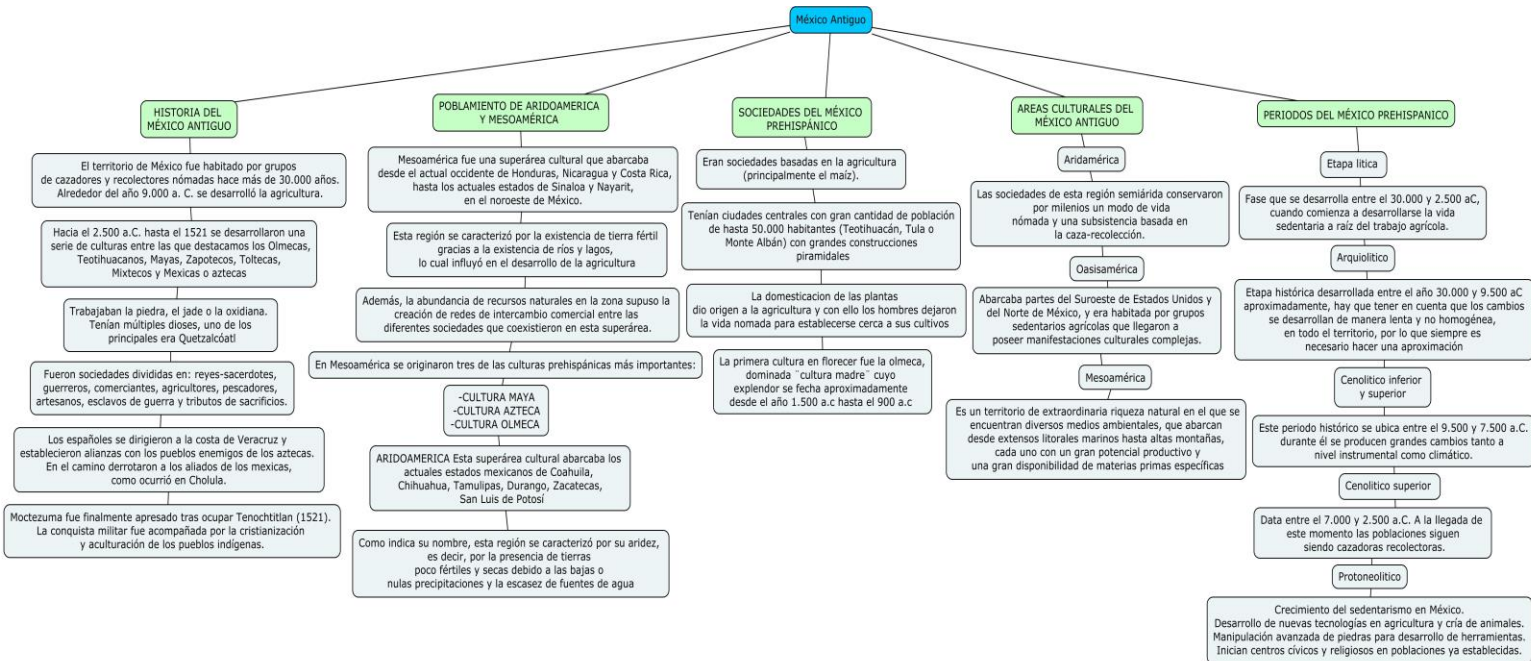 México Antiguo
HISTORIA DEL
MÉXICO ANTIGUO
El territorio de México fue habitado por grupos
de cazadores y recolectores nómadas hace más de 30.000 años.
Alrededor del año 9.000 a. C. se desarrolló la agricultura.
Hacia el 2.500 a.C. hasta el 1521 se desarrollaron una
serie de culturas entre las que destacamos los Olmecas,
Teotihuacanos, Mayas, Zapotecos, Toltecas,
Mixtecos y Mexicas o aztecas
Trabajaban la piedra, el jade o la oxidiana.
Tenían múltiples dioses, uno de los
principales era Quetzalcóatl
Fueron sociedades divididas en: reyes-sacerdotes,
guerreros, comerciantes, agricultores, pescadores,
artesanos, esclavos de guerra y tributos de sacrificios.
Los españoles se dirigieron a la costa de Veracruz y
establecieron alianzas con los pueblos enemigos de los aztecas.
En el camino derrotaron a los aliados de los mexicas,
como ocurrió en Cholula.
Moctezuma fue finalmente apresado tras ocupar Tenochtitlan (1521).
La conquista militar fue acompañada por la cristianización
y aculturación de los pueblos indígenas.
POBLAMIENTO DE ARIDOAMERICA
Y MESOAMÉRICA
Mesoamérica fue una superárea cultural que abarcaba
desde el actual occidente de Honduras, Nicaragua y Costa Rica,
hasta los actuales estados de Sinaloa y Nayarit,
en el noroeste de México.
Esta región se caracterizó por la existencia de tierra fértil
gracias a la existencia de ríos y lagos,
lo cual influyó en el desarrollo de la agricultura
Además, la abundancia de recursos naturales en la zona supuso la
creación de redes de intercambio comercial entre las
diferentes sociedades que coexistieron en esta superárea.
En Mesoamérica se originaron tres de las culturas prehispánicas más importantes:
-CULTURA MAYA
-CULTURA AZTECA
-CULTURA OLMECA
ARIDOAMERICA Esta superárea cultural abarcaba los
actuales estados mexicanos de Coahuila,
Chihuahua, Tamulipas, Durango, Zacatecas,
San Luis de Potosí
Como indica su nombre, esta región se caracterizó por su aridez,
es decir, por la presencia de tierras
poco fértiles y secas debido a las bajas o
nulas precipitaciones y la escasez de fuentes de agua
SOCIEDADES DEL MÉXICO
PREHISPÁNICO
Eran sociedades basadas en la agricultura
(principalmente el maíz).
Tenían ciudades centrales con gran cantidad de población
de hasta 50.000 habitantes (Teotihuacán, Tula o
Monte Albán) con grandes construcciones
piramidales
La domesticacion de las plantas
dio origen a la agricultura y con ello los hombres dejaron
la vida nomada para establecerse cerca a sus cultivos
La primera cultura en florecer fue la olmeca,
dominada ¨cultura madre¨ cuyo
explendor se fecha aproximadamente
desde el año 1.500 a.c hasta el 900 a.c
AREAS CULTURALES DEL
MÉXICO ANTIGUO
Aridamérica
Las sociedades de esta región semiárida conservaron
por milenios un modo de vida
nómada y una subsistencia basada en
la caza-recolección.
Oasisamérica
Abarcaba partes del Suroeste de Estados Unidos y
del Norte de México, y era habitada por grupos
sedentarios agrícolas que llegaron a
poseer manifestaciones culturales complejas.
Mesoamérica
Es un territorio de extraordinaria riqueza natural en el que se
encuentran diversos medios ambientales, que abarcan
desde extensos litorales marinos hasta altas montañas,
cada uno con un gran potencial productivo y
una gran disponibilidad de materias primas específicas
PERIODOS DEL MÉXICO PREHISPANICO
Etapa lítica
Fase que se desarrolla entre el 30.000 y 2.500 aC,
cuando comienza a desarrollarse la vida
sedentaria a raíz del trabajo agrícola.
Arquiolitico
Etapa histórica desarrollada entre el año 30.000 y 9.500 aC
aproximadamente, hay que tener en cuenta que los cambios
se desarrollan de manera lenta y no homogénea,
en todo el territorio, por lo que siempre es
necesario hacer una aproximación
Cenolitico inferior
y superior
Este periodo histórico se ubica entre el 9.500 y 7.500 a.C.
durante él se producen grandes cambios tanto a
nivel instrumental como climático.
Cenolitico superior
Data entre el 7.000 y 2.500 a.C. A la llegada de
este momento las poblaciones siguen
siendo cazadoras recolectoras.
Protoneolitico
Crecimiento del sedentarismo en México.
Desarrollo de nuevas tecnologías en agricultura y cría de animales.
Manipulación avanzada de piedras para desarrollo de herramientas.
Inician centros cívicos y religiosos en poblaciones ya establecidas.